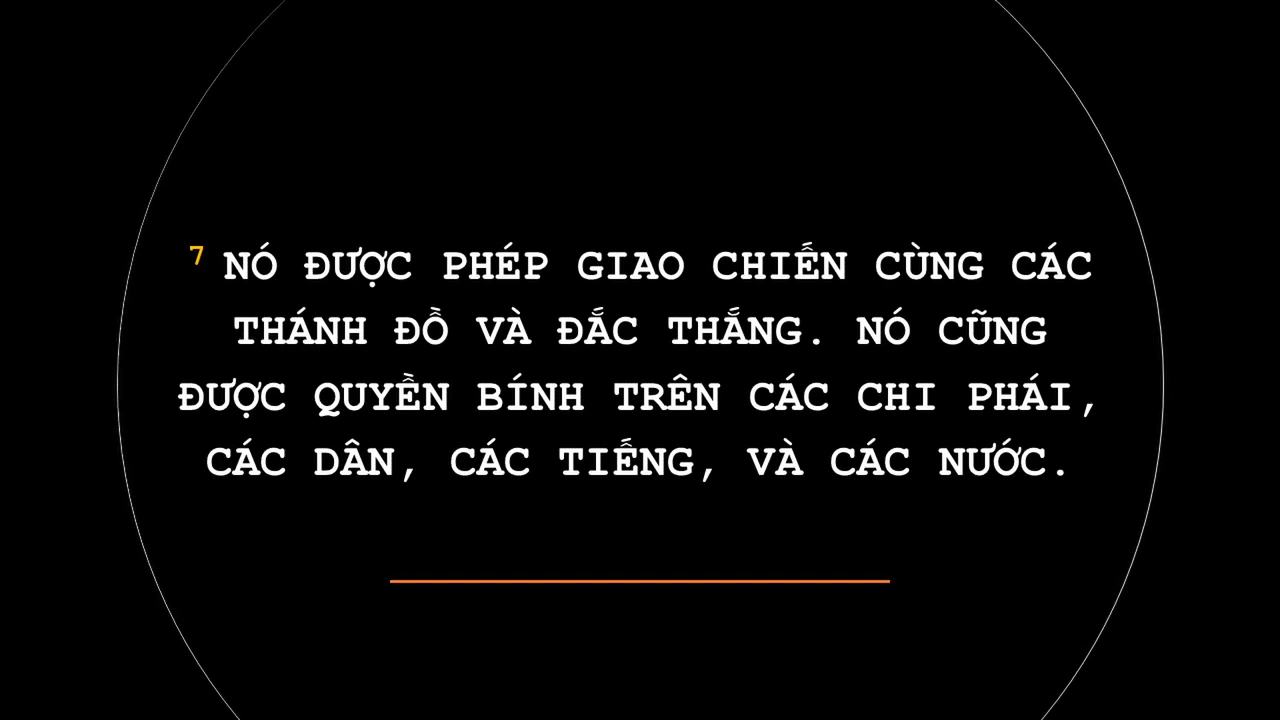 7 NÓ ĐƯỢC PHÉP GIAO CHIẾN CÙNG CÁC
THÁNH ĐỒ VÀ ĐẮC THẮNG. NÓ CŨNG
ĐƯỢC QUYỀN BÍNH TRÊN CÁC CHI PHÁI,
CÁC DÂN, CÁC TIẾNG, VÀ CÁC NƯỚC.